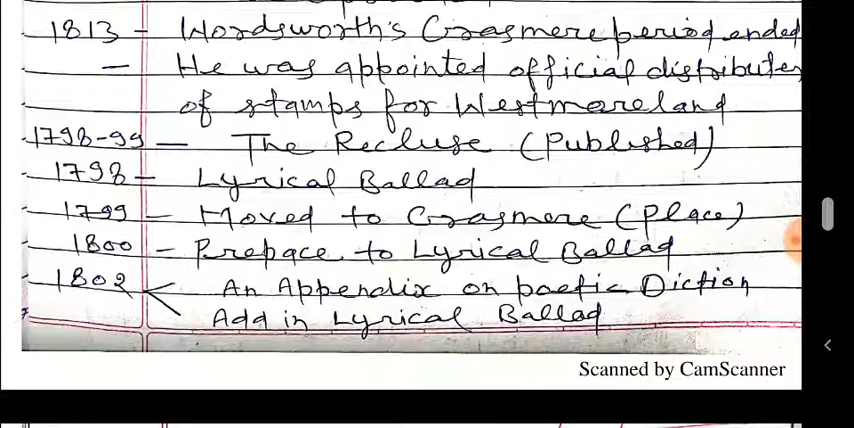 1813 - Wordsworth's Grasmere period ended
- He was appointed official distributer
of stamps for Westmoreland
1798-99 - The Recluse (Published)
1798 - Lyrical Ballad
1799 - Moved to Grasmere (Place)
1800 - Preface to Lyrical Ballad
1802 < An Appendix on poetic Diction
Add in Lyrical Ballad
Scanned by CamScanner